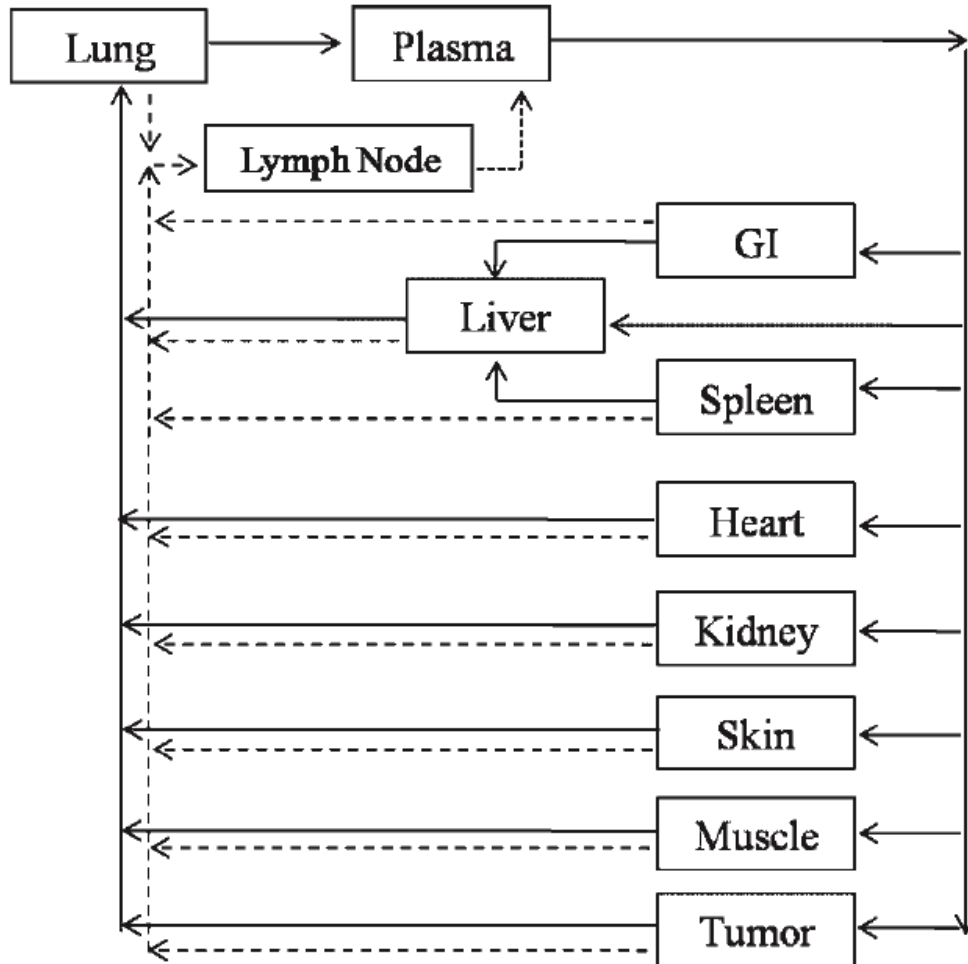 Lung
Plasma
Lymph Node
GI
Liver
Spleen
Heart
Kidney
Skin
Muscle
Tumor